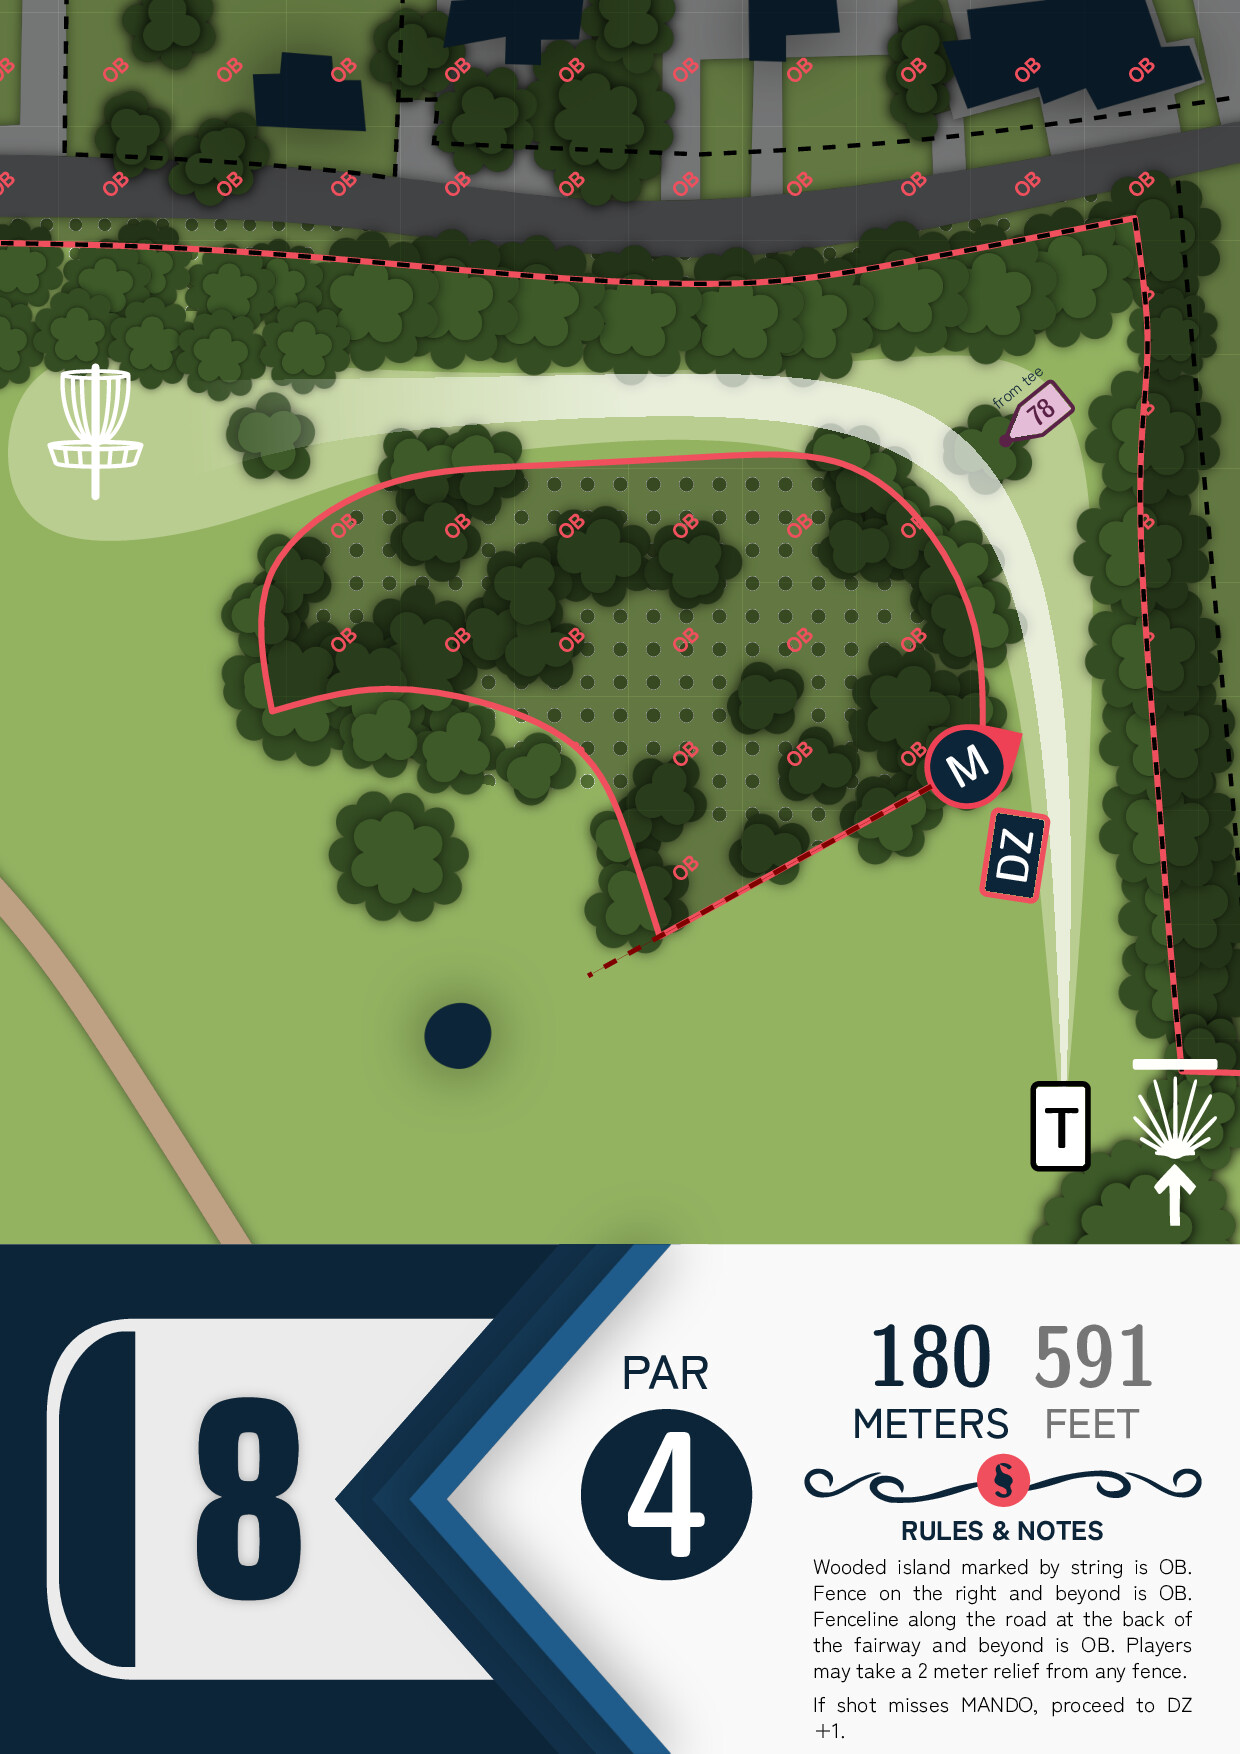 OB OB OB OB OB OB OB OB OB OB OB
OB OB OB OB OB OB OB OB OB OB OB
OB
from tee
78
OB
OB OB OB OB OB OB OB
OB OB OB OB OB OB OB
OB OB OB
M
OB
DZ
T
8
PAR
4
180 591
METERS FEET
§
RULES & NOTES
Wooded island marked by string is OB.
Fence on the right and beyond is OB.
Fenceline along the road at the back of
the fairway and beyond is OB. Players
may take a 2 meter relief from any fence.
If shot misses MANDO, proceed to DZ
+1.